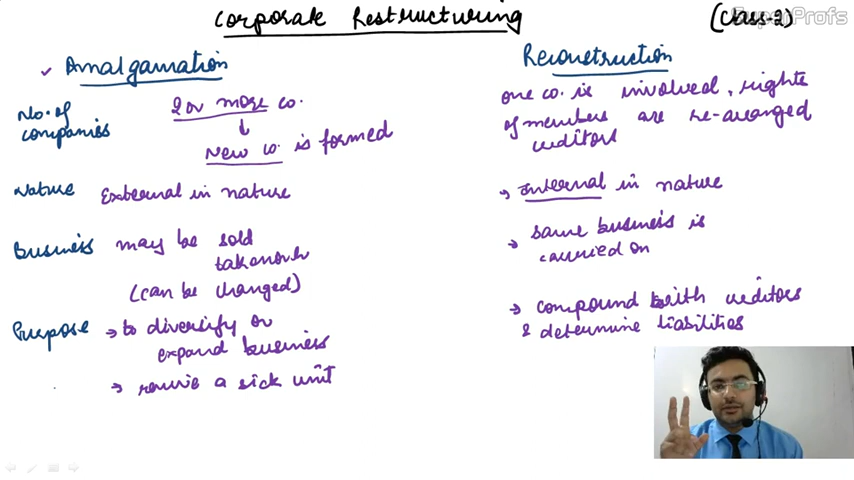 Corporate Restructuring
(Class-2)
SuperProfs
Amalgamation
Reconstruction
No. of companies
2 or more co.
New co. is formed
one co. is involved, rights
of members are re-arranged
creditors
Nature
External in nature
Internal in nature
Business
may be sold
takenover
(can be changed)
same business is
carried on
Purpose
to diversify or
expand business
revive a sick unit
compound with creditors
& determine liabilities